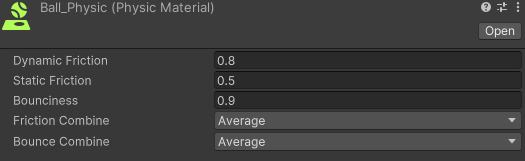 Ball_Physic (Physic Material)
Open
Dynamic Friction 0.8
Static Friction 0.5
Bounciness 0.9
Friction Combine Average
Bounce Combine Average